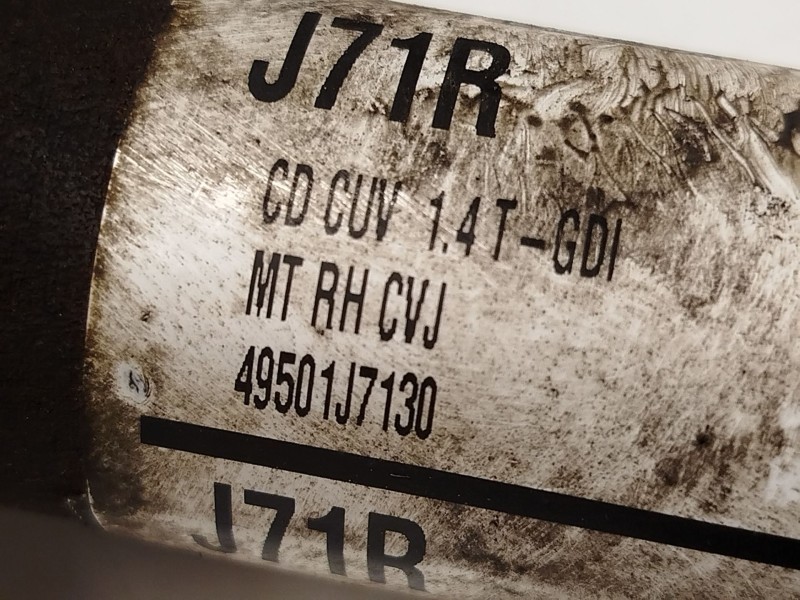 J71R
CD CUV 1.4 T-GDI
MT RH CVJ
49501J7130
J71R